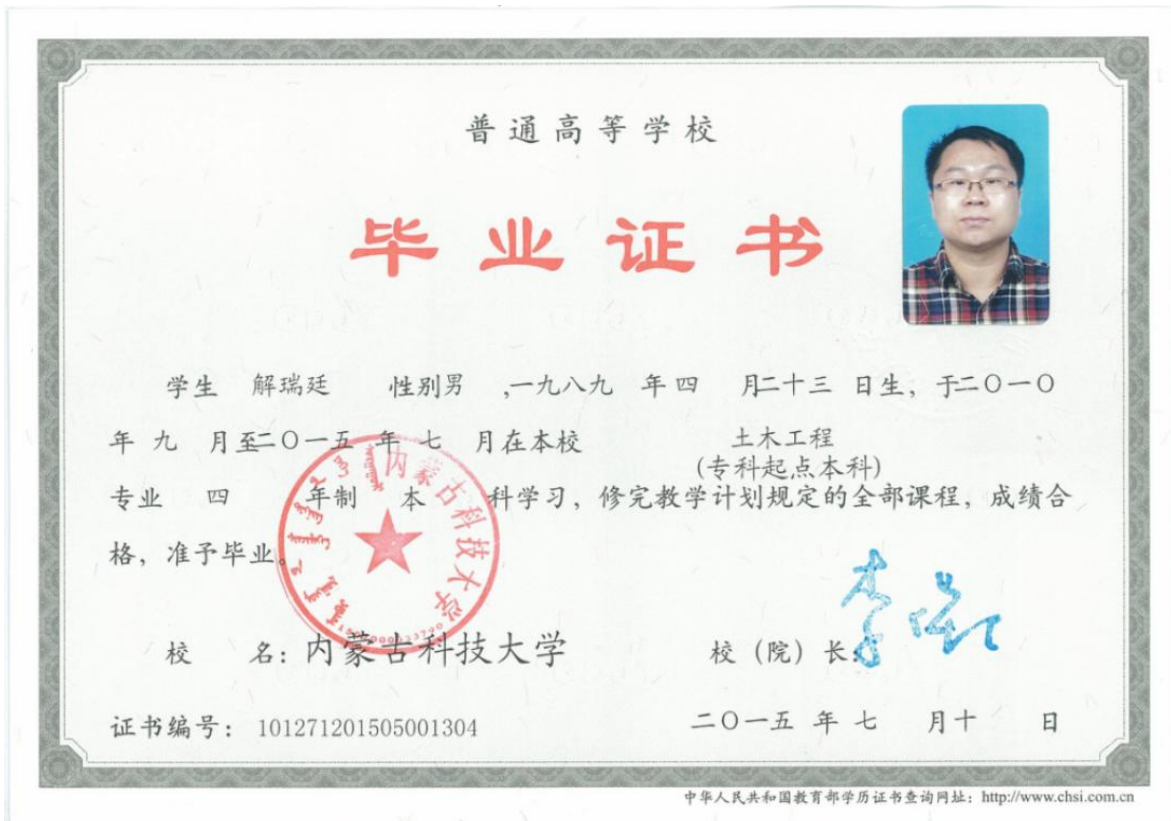 普通高等学校
毕业证书
学生 解瑞廷 性别男 ,一九八九 年四 月二十三 日生，于二〇一〇
年 九 月至二〇一五 年 七 月在本校 土木工程
(专科起点本科)
专业 四 年制 本 科学习，修完教学计划规定的全部课程，成绩合
格，准予毕业。
内蒙古科技大学
校 名：内蒙古科技大学 校（院）长：
证书编号： 101271201505001304 二〇一五 年 七 月十 日
中华人民共和国教育部学历证书查询网址：http://www.chsi.com.cn